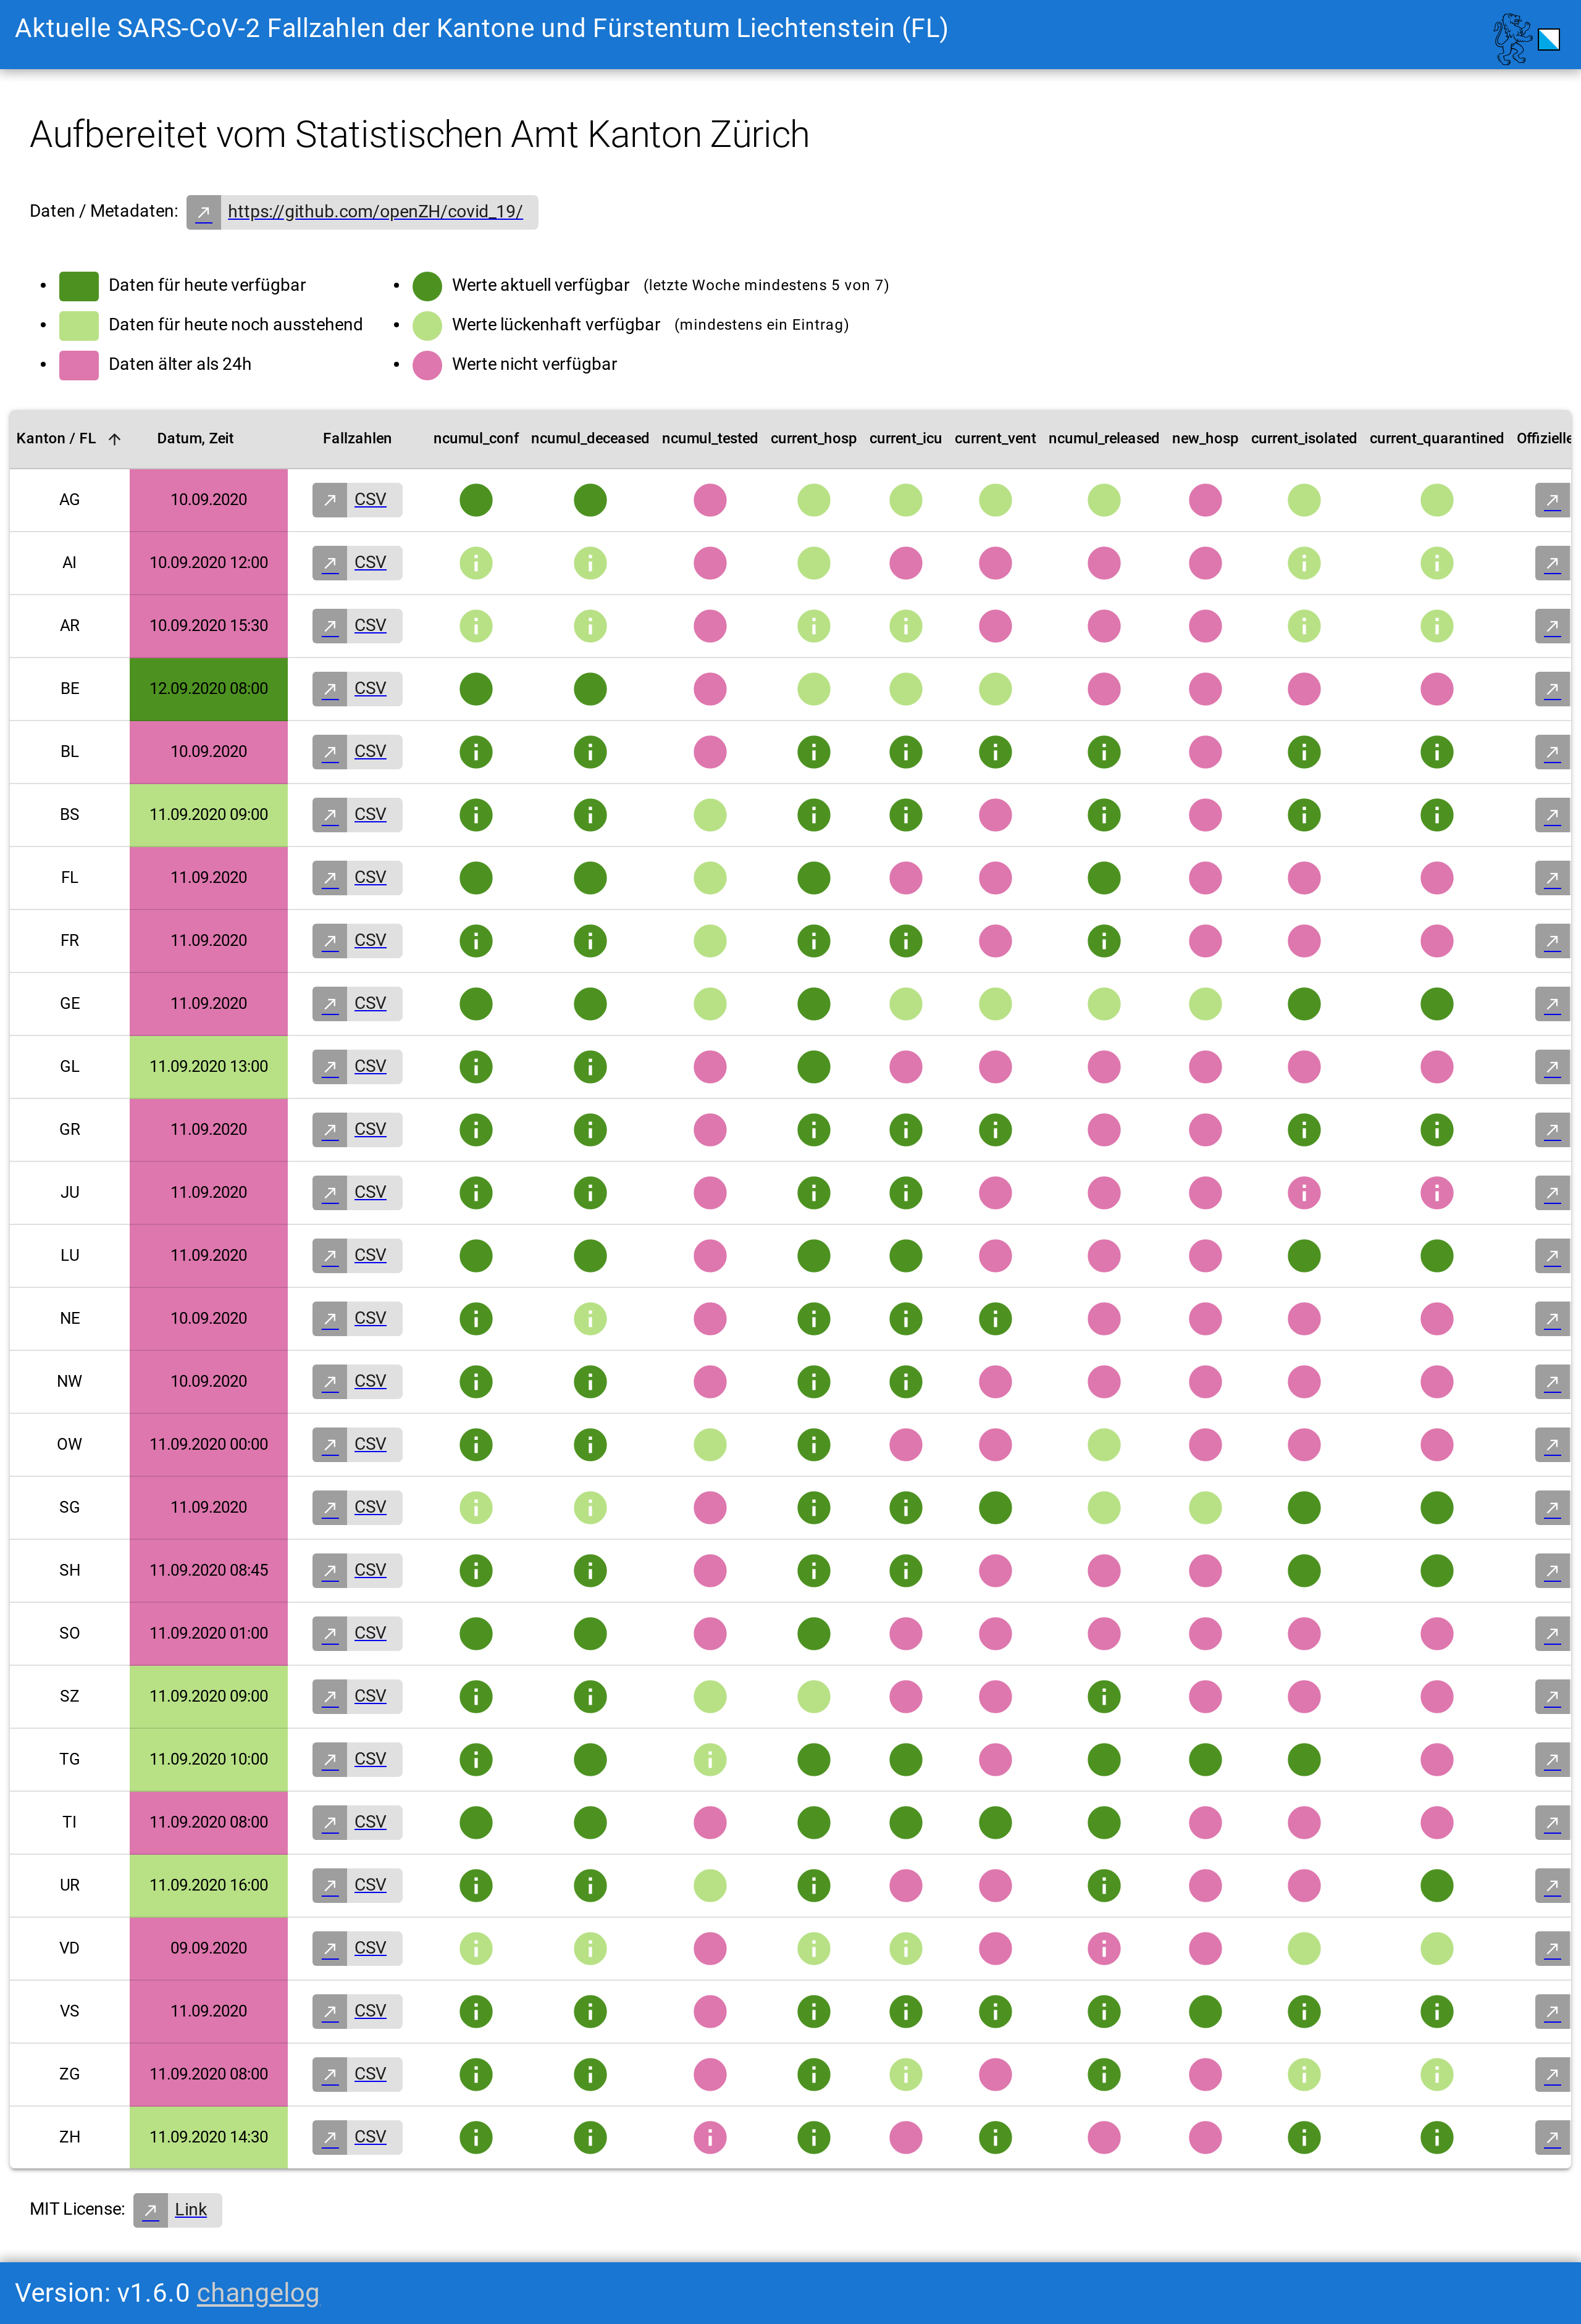 Aktuelle SARS-CoV-2 Fallzahlen der Kantone und Fürstentum Liechtenstein (FL)
Aufbereitet vom Statistischen Amt Kanton Zürich
Daten / Metadaten: https://github.com/openZH/covid_19/
Daten für heute verfügbar
Daten für heute noch ausstehend
Daten älter als 24h
Werte aktuell verfügbar (letzte Woche mindestens 5 von 7)
Werte lückenhaft verfügbar (mindestens ein Eintrag)
Werte nicht verfügbar
Kanton / FL Datum, Zeit Fallzahlen ncumul_conf ncumul_deceased ncumul_tested current_hosp current_icu current_vent ncumul_released new_hosp current_isolated current_quarantined Offizielle
AG 10.09.2020 CSV
AI 10.09.2020 12:00 CSV
AR 10.09.2020 15:30 CSV
BE 12.09.2020 08:00 CSV
BL 10.09.2020 CSV
BS 11.09.2020 09:00 CSV
FL 11.09.2020 CSV
FR 11.09.2020 CSV
GE 11.09.2020 CSV
GL 11.09.2020 13:00 CSV
GR 11.09.2020 CSV
JU 11.09.2020 CSV
LU 11.09.2020 CSV
NE 10.09.2020 CSV
NW 10.09.2020 CSV
OW 11.09.2020 00:00 CSV
SG 11.09.2020 CSV
SH 11.09.2020 08:45 CSV
SO 11.09.2020 01:00 CSV
SZ 11.09.2020 09:00 CSV
TG 11.09.2020 10:00 CSV
TI 11.09.2020 08:00 CSV
UR 11.09.2020 16:00 CSV
VD 09.09.2020 CSV
VS 11.09.2020 CSV
ZG 11.09.2020 08:00 CSV
ZH 11.09.2020 14:30 CSV
MIT License: Link
Version: v1.6.0 changelog